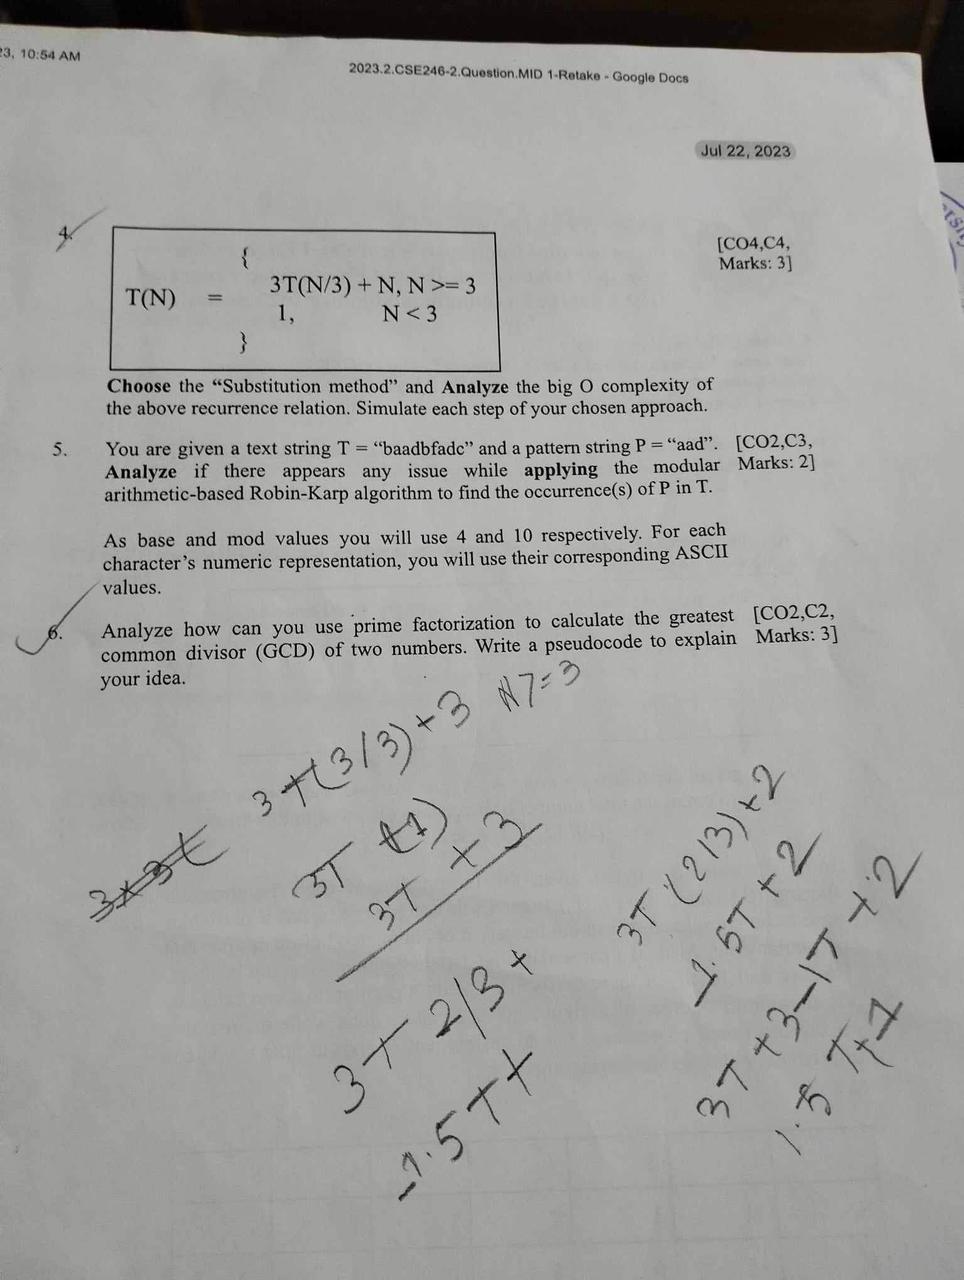 23, 10:54 AM
2023.2.CSE246-2.Question.MID 1-Retake - Google Docs
Jul 22, 2023
4.
[CO4,C4,
Marks: 3]
{
3T(N/3) + N, N >= 3
T(N) =
1, N < 3
}
Choose the “Substitution method” and Analyze the big O complexity of
the above recurrence relation. Simulate each step of your chosen approach.
5. You are given a text string T = “baadbfadc” and a pattern string P = “aad”. [CO2,C3,
Analyze if there appears any issue while applying the modular Marks: 2]
arithmetic-based Robin-Karp algorithm to find the occurrence(s) of P in T.
As base and mod values you will use 4 and 10 respectively. For each
character’s numeric representation, you will use their corresponding ASCII
values.
6. Analyze how can you use prime factorization to calculate the greatest [CO2,C2,
common divisor (GCD) of two numbers. Write a pseudocode to explain Marks: 3]
your idea.
3T(3/3) + 3 N7=3
3T (1)
3T + 3
3T 2/3 +
-1.5T +
3T (2/3) + 2
-1.5T + 2
3T + 3 - 1T + 2